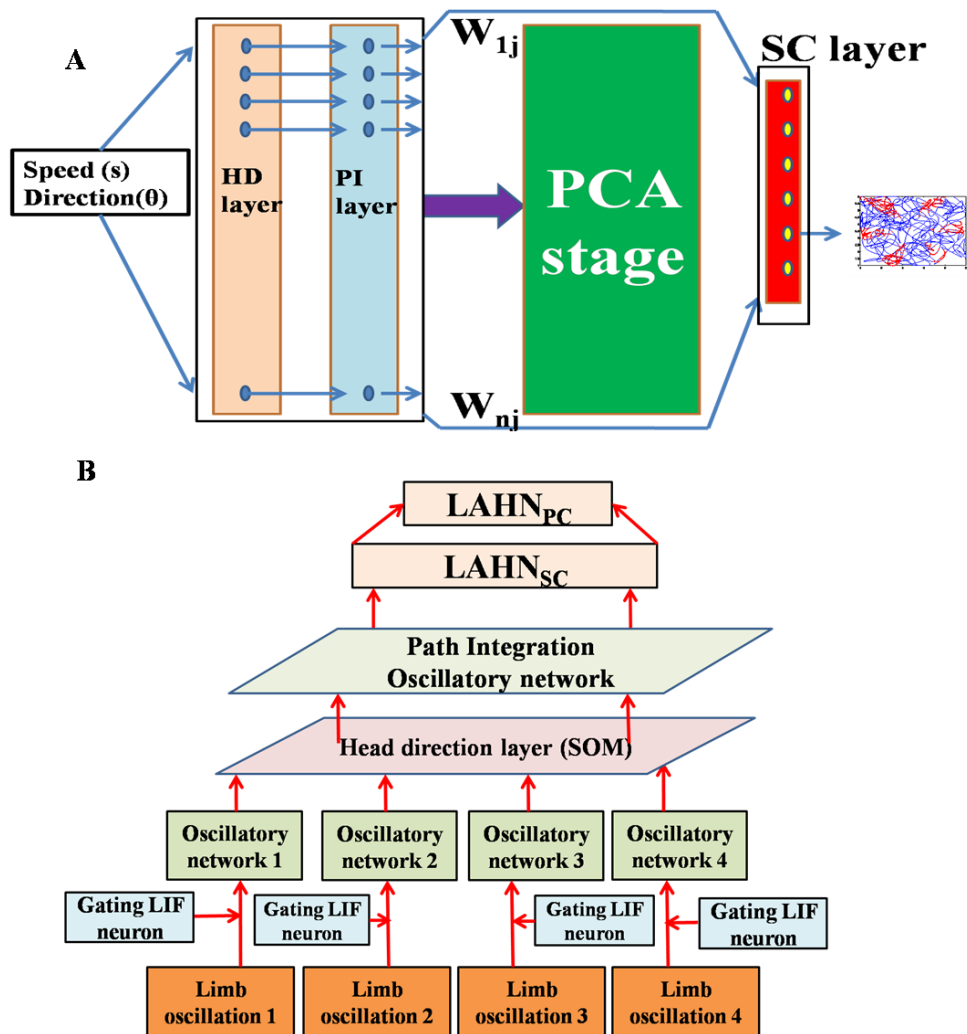 A
Speed (s)
Direction(θ)
HD
layer
PI
layer
W1j
Wnj
PCA
stage
SC layer
B
LAHNPC
LAHNSC
Path Integration
Oscillatory network
Head direction layer (SOM)
Oscillatory
network 1
Oscillatory
network 2
Oscillatory
network 3
Oscillatory
network 4
Gating LIF
neuron
Gating LIF
neuron
Gating LIF
neuron
Gating LIF
neuron
Limb
oscillation 1
Limb
oscillation 2
Limb
oscillation 3
Limb
oscillation 4